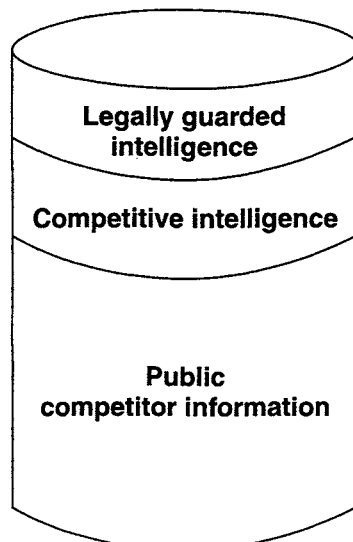 Legally guarded
intelligence
Competitive intelligence
Public
competitor information